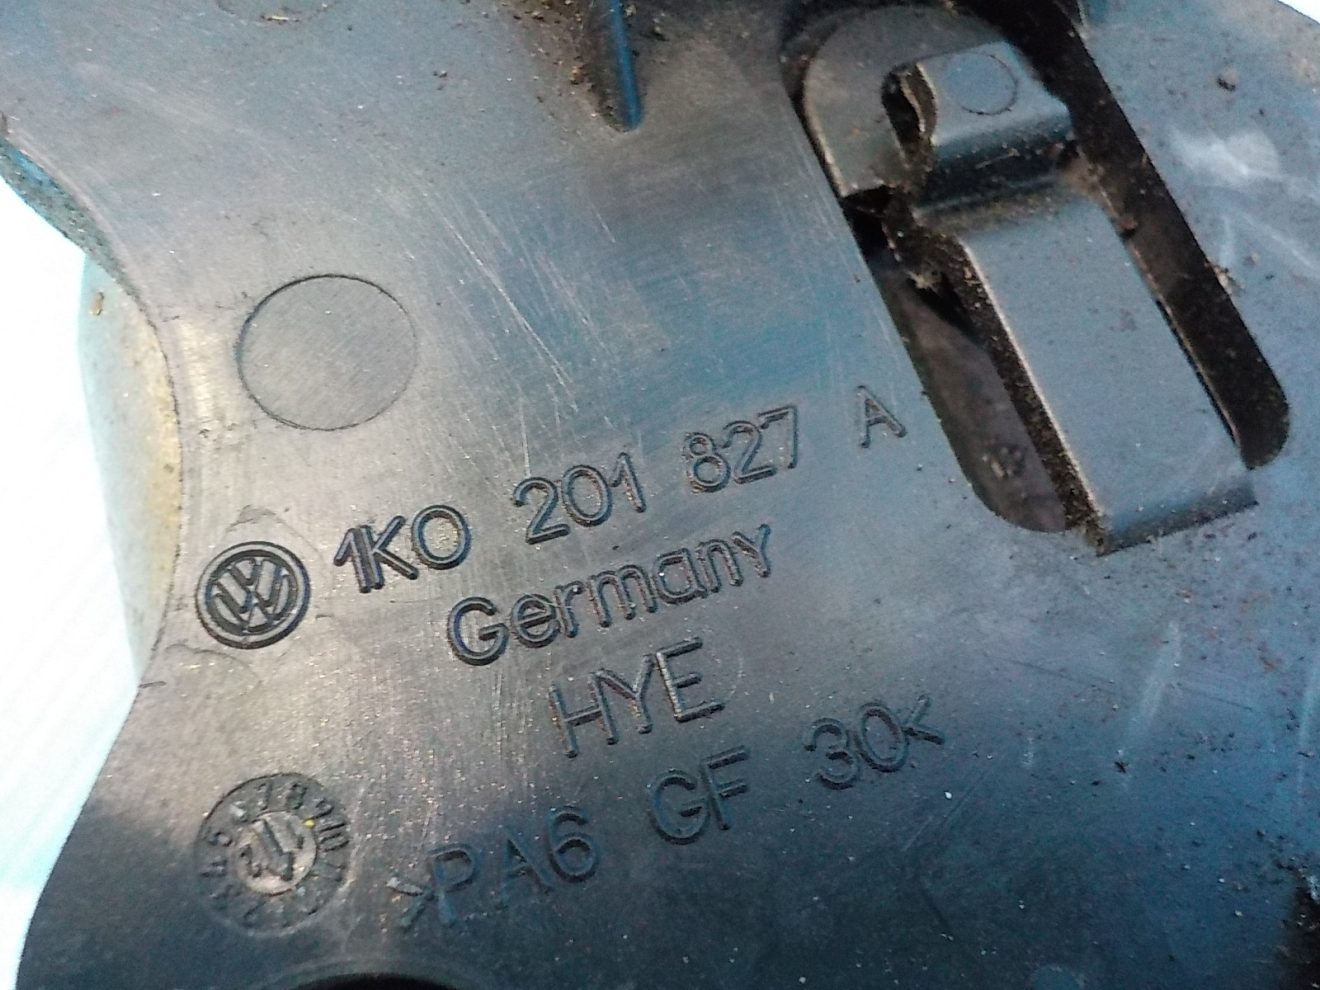 1K0 201 827 A
Germany
HYE
>PA6 GF 30<